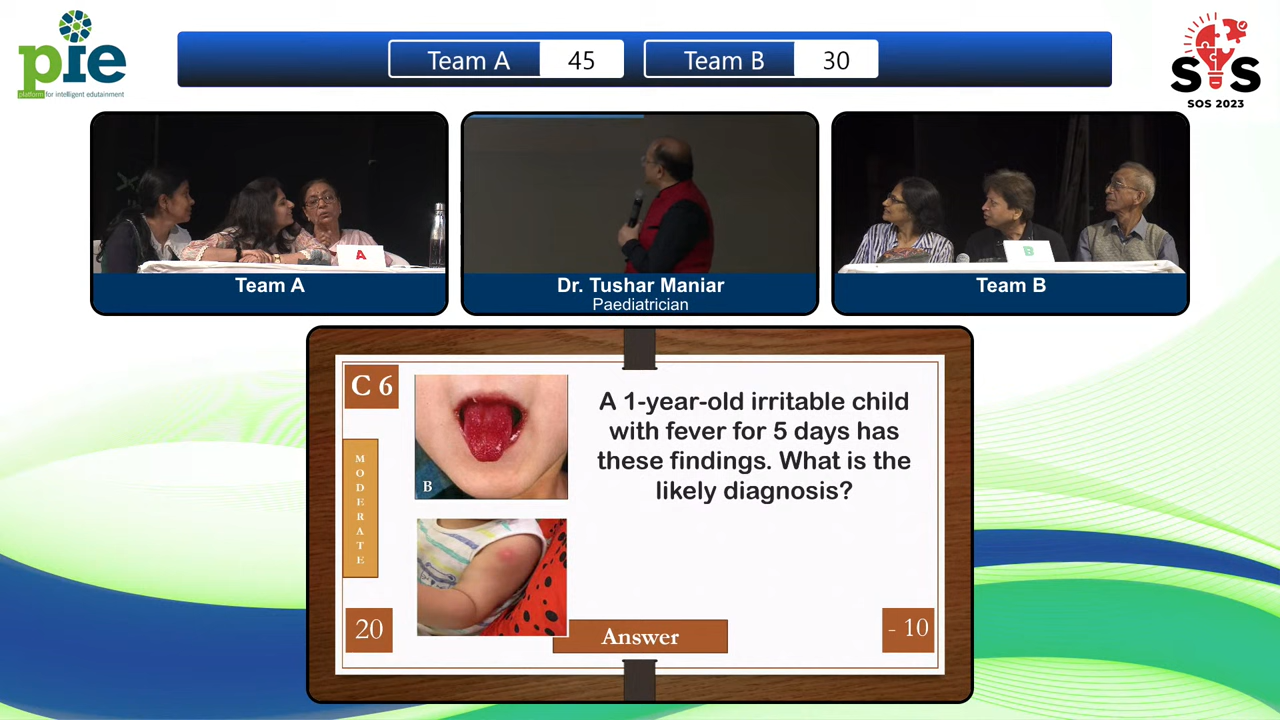 pie
platform for intelligent edutainment
Team A 45
Team B 30
SOS
SOS 2023
A
B
Team A
Dr. Tushar Maniar
Paediatrician
Team B
C 6
MODERATE
B
A 1-year-old irritable child
with fever for 5 days has
these findings. What is the
likely diagnosis?
20
Answer
- 10